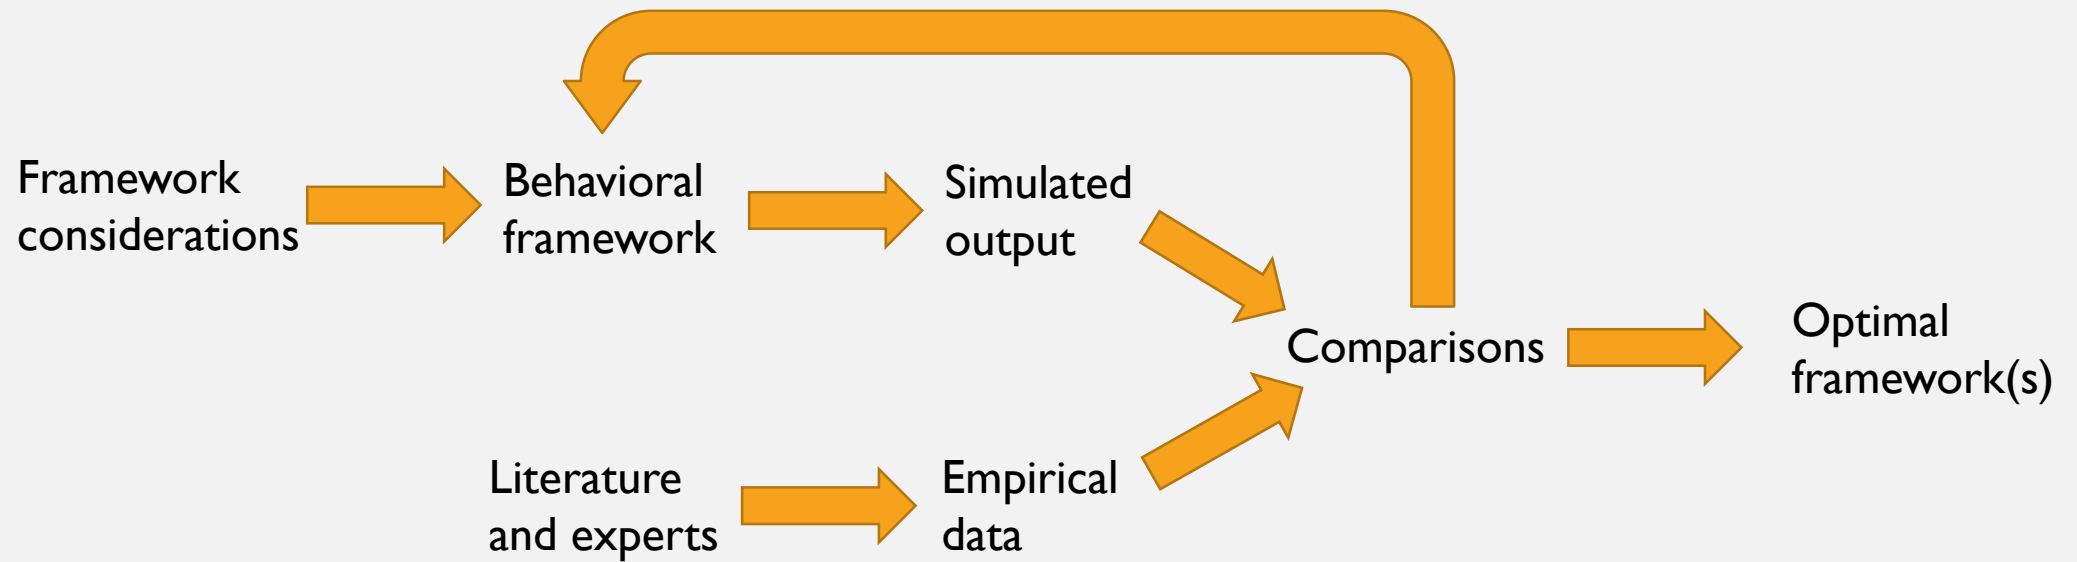 Framework
considerations
Behavioral
framework
Simulated
output
Comparisons
Optimal
framework(s)
Literature
and experts
Empirical
data